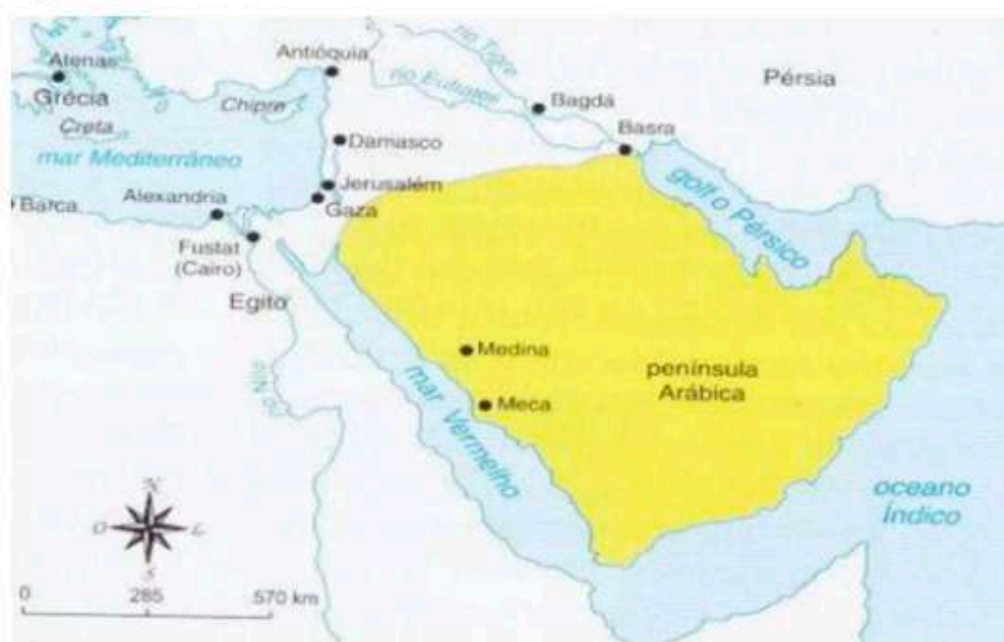 Atenas
Grécia
Creta
Chipre
mar Mediterrâneo
Antióquia
rio Tigre
rio Eufrates
Bagdá
Pérsia
Basra
Damasco
Jerusalém
Gaza
Barca
Alexandria
Fustat
(Cairo)
Egito
golfo Pérsico
rio Nilo
Medina
Meca
mar Vermelho
península
Arábica
oceano
Índico
N
O
L
S
0 285 570 km